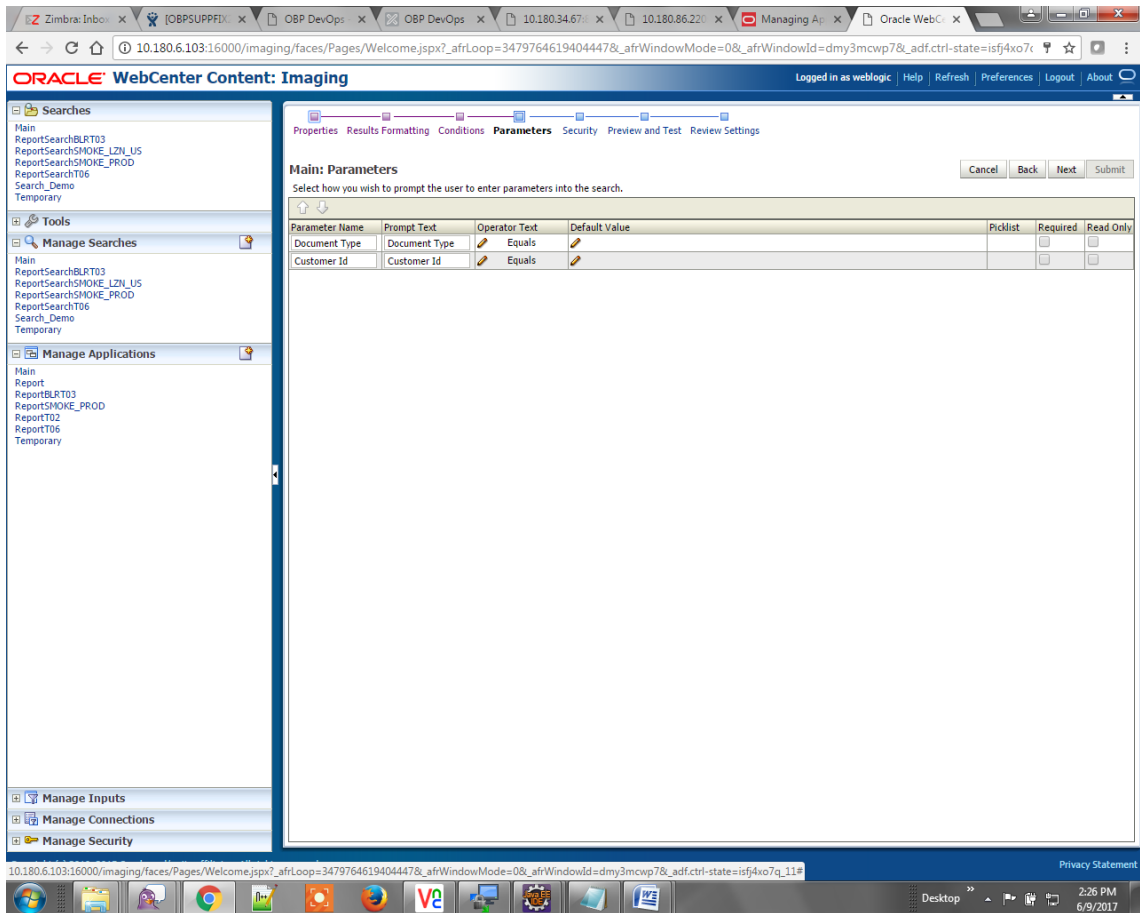 Zimbra: Inbox
[OBPSUPPFIX
OBP DevOps
OBP DevOps
10.180.34.67:
10.180.86.220
Managing Ap
Oracle WebCe
10.180.6.103:16000/imaging/faces/Pages/Welcome.jspx?_afrLoop=34797646194044​47&_afrWindowMode=0&_afrWindowId=dmy3mcwp7&_adf.ctrl-state=isfj4xo7c
ORACLE WebCenter Content: Imaging
Logged in as weblogic | Help | Refresh | Preferences | Logout | About
Searches
Main
ReportSearchBLRT03
ReportSearchSMOKE_LZN_US
ReportSearchSMOKE_PROD
ReportSearchT06
Search_Demo
Temporary
Tools
Manage Searches
Main
ReportSearchBLRT03
ReportSearchSMOKE_LZN_US
ReportSearchSMOKE_PROD
ReportSearchT06
Search_Demo
Temporary
Manage Applications
Main
Report
ReportBLRT03
ReportSMOKE_PROD
ReportT02
ReportT06
Temporary
Manage Inputs
Manage Connections
Manage Security
Properties Results Formatting Conditions Parameters Security Preview and Test Review Settings
Main: Parameters
Cancel Back Next Submit
Select how you wish to prompt the user to enter parameters into the search.
Parameter Name Prompt Text Operator Text Default Value Picklist Required Read Only
Document Type Document Type Equals
Customer Id Customer Id Equals
Privacy Statement
10.180.6.103:16000/imaging/faces/Pages/Welcome.jspx?_afrLoop=3479764619404447&_afrWindowMode=0&_afrWindowId=dmy3mcwp7&_adf.ctrl-state=isfj4xo7q_11#
Desktop
2:26 PM
6/9/2017